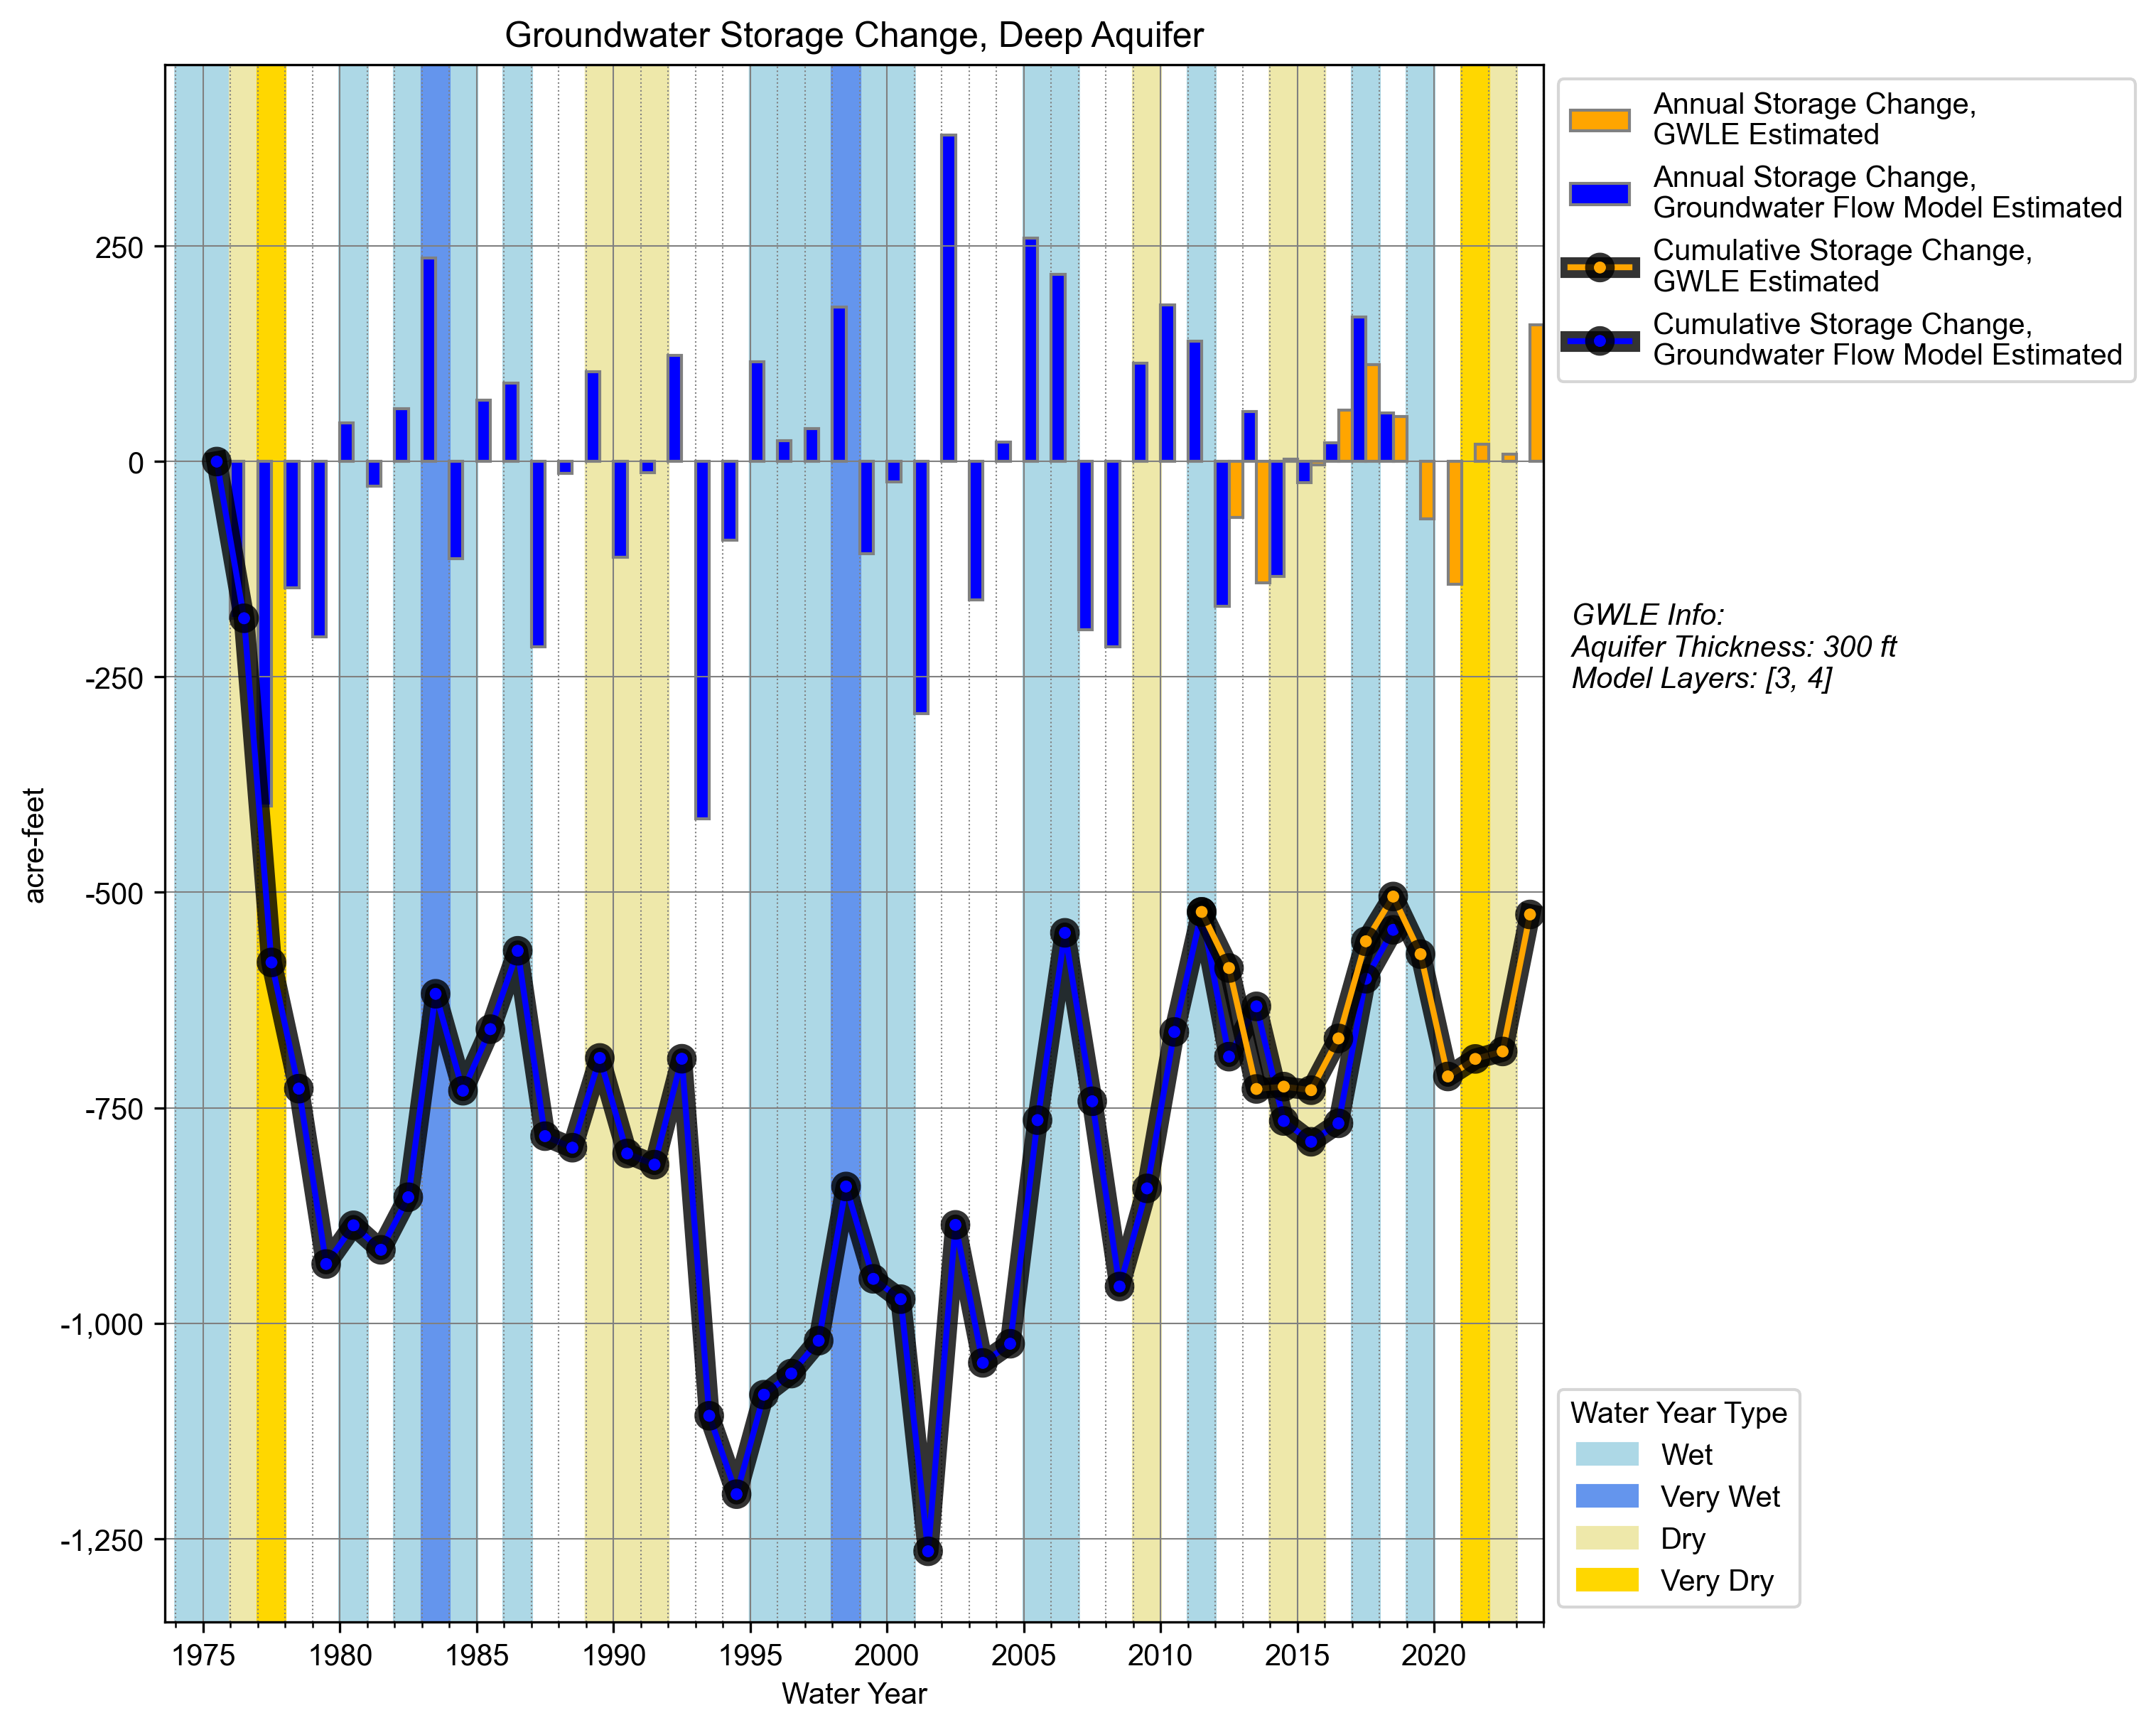 Groundwater Storage Change, Deep Aquifer
Annual Storage Change,
GWLE Estimated
Annual Storage Change,
Groundwater Flow Model Estimated
Cumulative Storage Change,
GWLE Estimated
Cumulative Storage Change,
Groundwater Flow Model Estimated
GWLE Info:
Aquifer Thickness: 300 ft
Model Layers: [3, 4]
250
0
-250
-500
-750
-1,000
-1,250
acre-feet
Water Year Type
Wet
Very Wet
Dry
Very Dry
1975 1980 1985 1990 1995 2000 2005 2010 2015 2020
Water Year